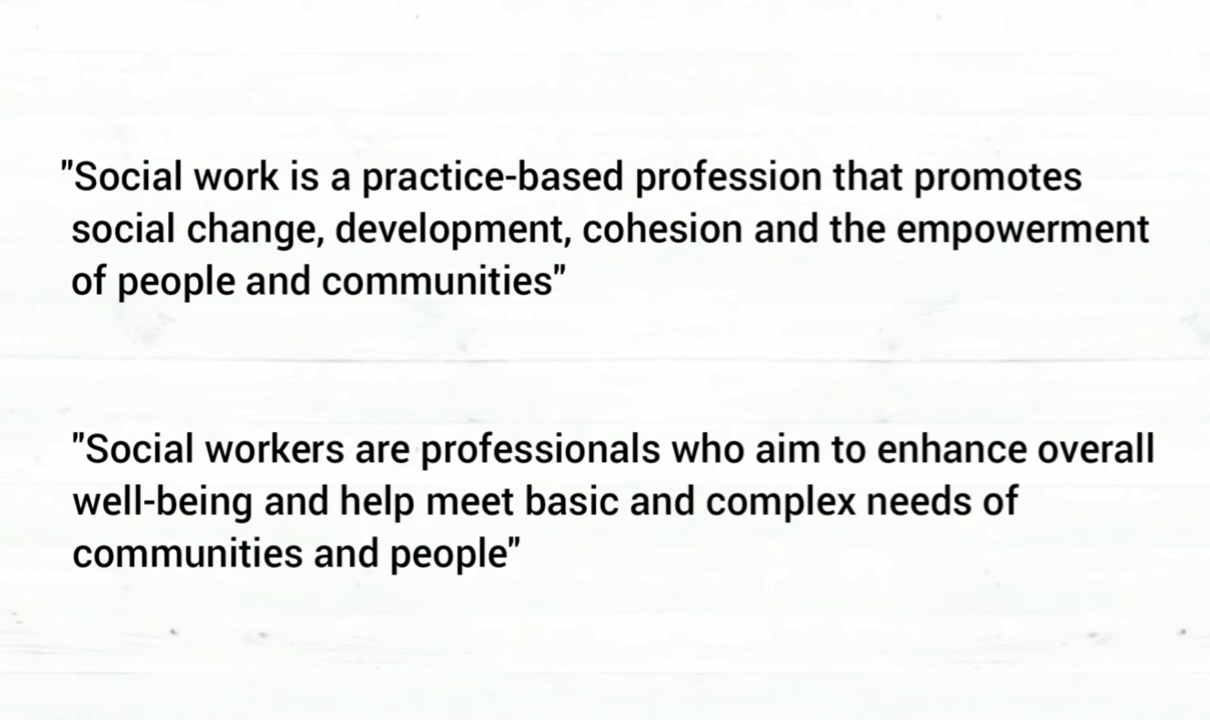 "Social work is a practice-based profession that promotes
social change, development, cohesion and the empowerment
of people and communities"
"Social workers are professionals who aim to enhance overall
well-being and help meet basic and complex needs of
communities and people"